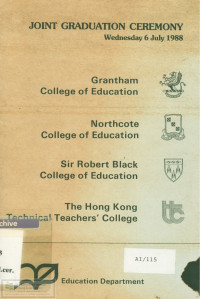 JOINT GRADUATION CEREMONY
Wednesday 6 July 1988
Grantham
College of Education
Northcote
College of Education
Sir Robert Black
College of Education
The Hong Kong
Technical Teachers' College
ttc
AI/115
Education Department